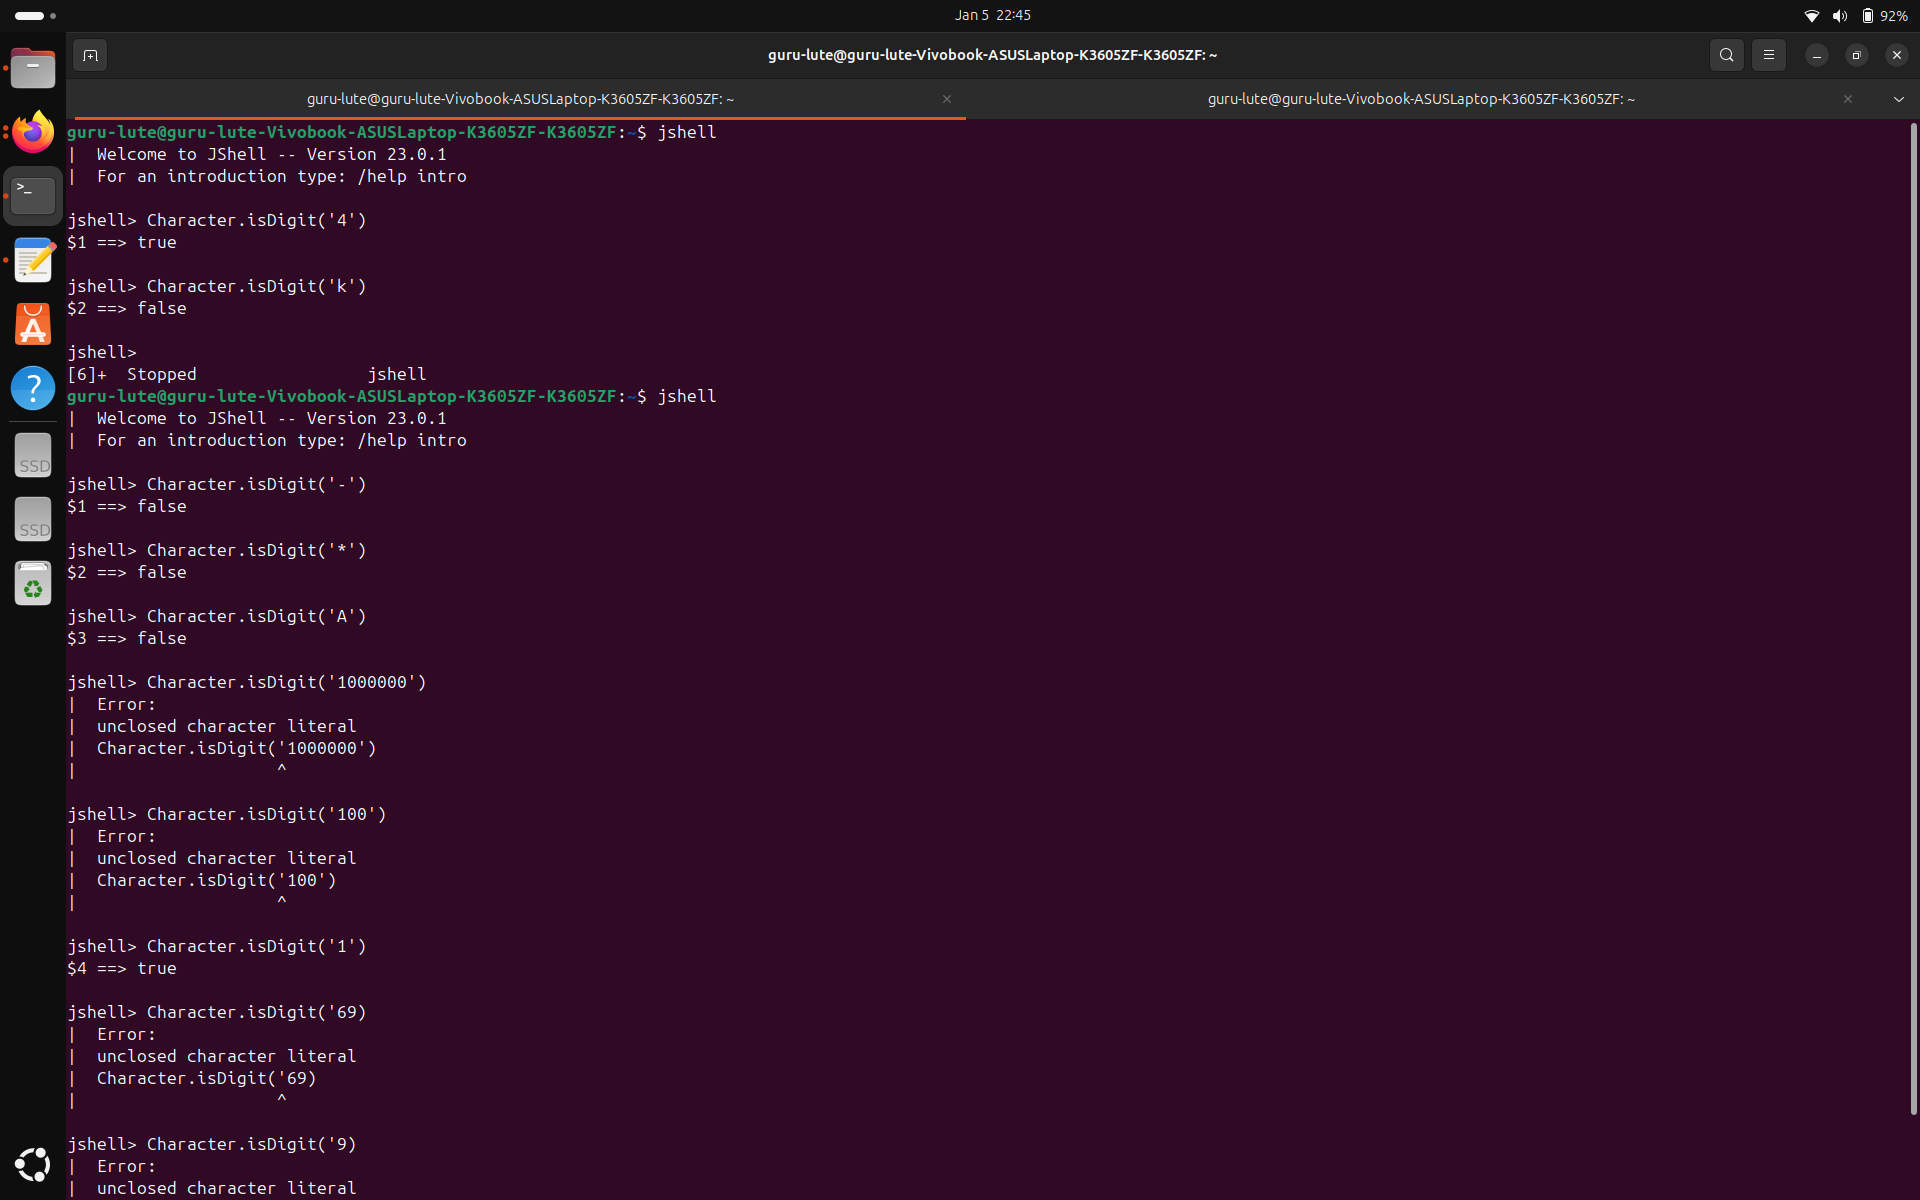 Jan 5 22:45
92%
guru-lute@guru-lute-Vivobook-ASUSLaptop-K3605ZF-K3605ZF: ~
guru-lute@guru-lute-Vivobook-ASUSLaptop-K3605ZF-K3605ZF: ~
guru-lute@guru-lute-Vivobook-ASUSLaptop-K3605ZF-K3605ZF: ~
guru-lute@guru-lute-Vivobook-ASUSLaptop-K3605ZF-K3605ZF:~$ jshell
|  Welcome to JShell -- Version 23.0.1
|  For an introduction type: /help intro
jshell> Character.isDigit('4')
$1 ==> true
jshell> Character.isDigit('k')
$2 ==> false
jshell>
[6]+  Stopped                 jshell
guru-lute@guru-lute-Vivobook-ASUSLaptop-K3605ZF-K3605ZF:~$ jshell
|  Welcome to JShell -- Version 23.0.1
|  For an introduction type: /help intro
jshell> Character.isDigit('-')
$1 ==> false
jshell> Character.isDigit('*')
$2 ==> false
jshell> Character.isDigit('A')
$3 ==> false
jshell> Character.isDigit('1000000')
|  Error:
|  unclosed character literal
|  Character.isDigit('1000000')
|                    ^
jshell> Character.isDigit('100')
|  Error:
|  unclosed character literal
|  Character.isDigit('100')
|                    ^
jshell> Character.isDigit('1')
$4 ==> true
jshell> Character.isDigit('69)
|  Error:
|  unclosed character literal
|  Character.isDigit('69)
|                    ^
jshell> Character.isDigit('9)
|  Error:
|  unclosed character literal
>_
A
?
SSD
SSD